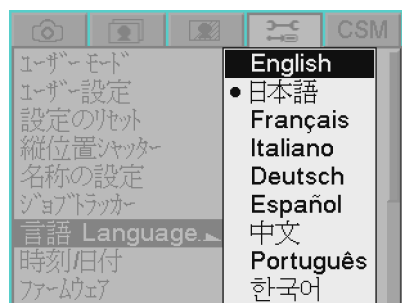 CSM
ユーザーモード
ユーザー設定
設定のリセット
縦位置シャッター
名称の設定
ジョブトラッカー
言語 Language
時刻/日付
ファームウェア
English
日本語
Français
Italiano
Deutsch
Español
中文
Português
한국어